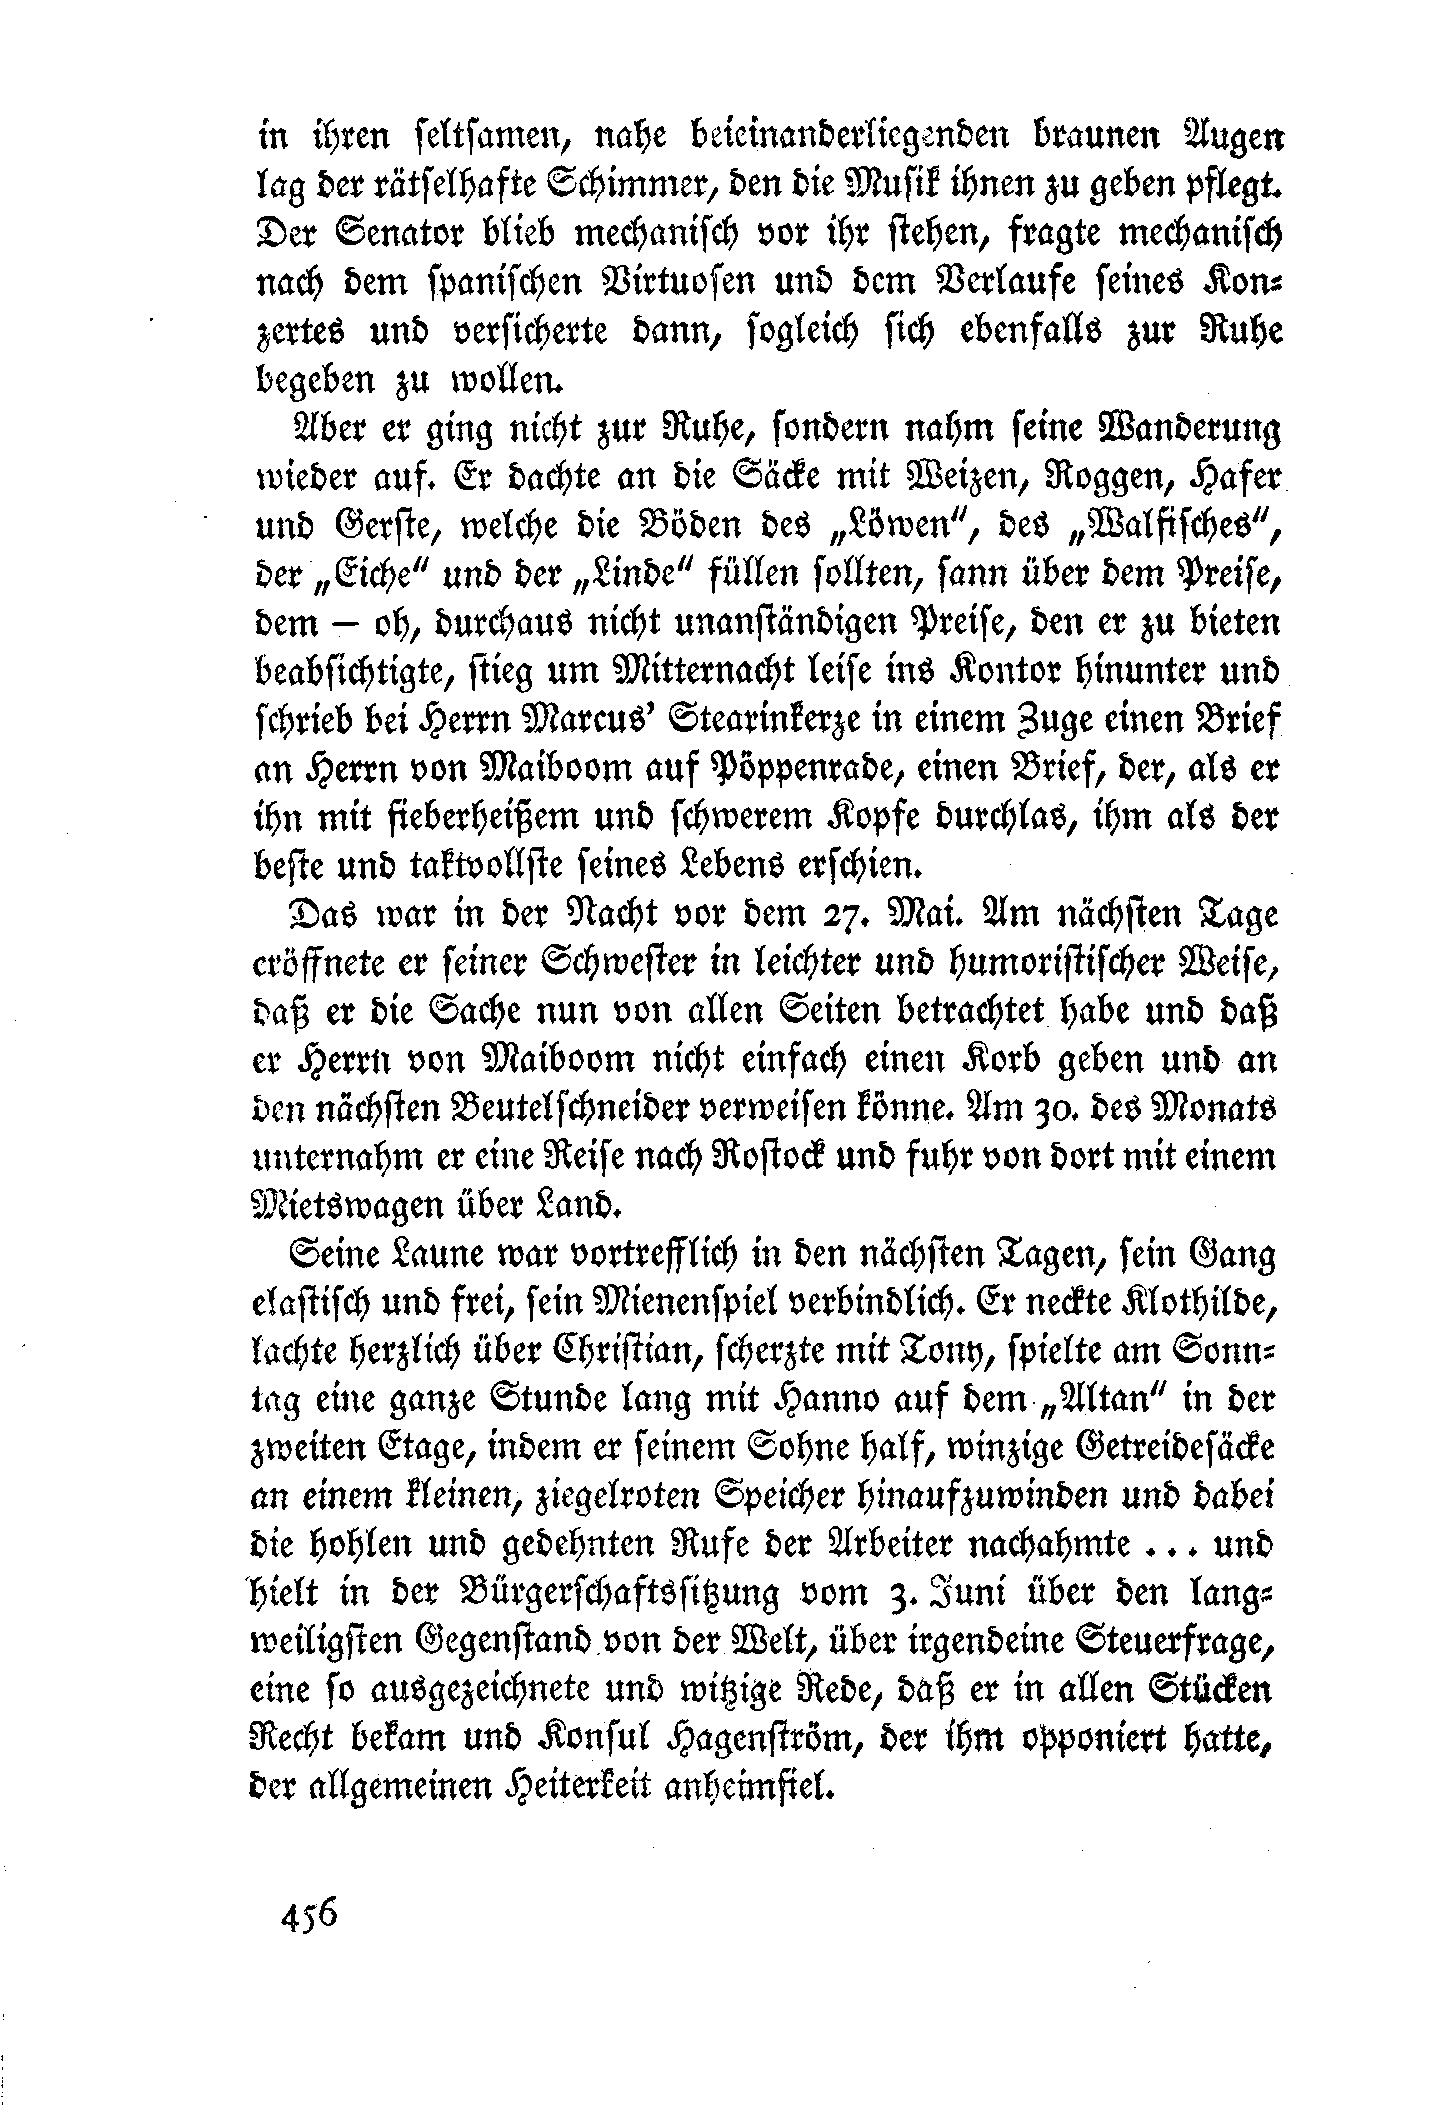 in ihren seltsamen, nahe beieinanderliegenden braunen Augen
lag der rätselhafte Schimmer, den die Musik ihnen zu geben pflegt.
Der Senator blieb mechanisch vor ihr stehen, fragte mechanisch
nach dem spanischen Virtuosen und dem Verlaufe seines Kon-
zertes und versicherte dann, sogleich sich ebenfalls zur Ruhe
begeben zu wollen.
Aber er ging nicht zur Ruhe, sondern nahm seine Wanderung
wieder auf. Er dachte an die Säcke mit Weizen, Roggen, Hafer
und Gerste, welche die Böden des „Löwen“, des „Walfisches“,
der „Eiche“ und der „Linde“ füllen sollten, sann über dem Preise,
dem — oh, durchaus nicht unanständigen Preise, den er zu bieten
beabsichtigte, stieg um Mitternacht leise ins Kontor hinunter und
schrieb bei Herrn Marcus’ Stearinkerze in einem Zuge einen Brief
an Herrn von Maiboom auf Pöppenrade, einen Brief, der, als er
ihn mit fieberheißem und schwerem Kopfe durchlas, ihm als der
beste und taktvollste seines Lebens erschien.
Das war in der Nacht vor dem 27. Mai. Am nächsten Tage
eröffnete er seiner Schwester in leichter und humoristischer Weise,
daß er die Sache nun von allen Seiten betrachtet habe und daß
er Herrn von Maiboom nicht einfach einen Korb geben und an
den nächsten Beutelschneider verweisen könne. Am 30. des Monats
unternahm er eine Reise nach Rostock und fuhr von dort mit einem
Mietswagen über Land.
Seine Laune war vortrefflich in den nächsten Tagen, sein Gang
elastisch und frei, sein Mienenspiel verbindlich. Er neckte Klothilde,
lachte herzlich über Christian, scherzte mit Tony, spielte am Sonn-
tag eine ganze Stunde lang mit Hanno auf dem „Altan“ in der
zweiten Etage, indem er seinem Sohne half, winzige Getreidesäcke
an einem kleinen, ziegelroten Speicher hinaufzuwinden und dabei
die hohlen und gedehnten Rufe der Arbeiter nachahmte ... und
hielt in der Bürgerschaftssitzung vom 3. Juni über den lang-
weiligsten Gegenstand von der Welt, über irgendeine Steuerfrage,
eine so ausgezeichnete und witzige Rede, daß er in allen Stücken
Recht bekam und Konsul Hagenström, der ihm opponiert hatte,
der allgemeinen Heiterkeit anheimfiel.
456